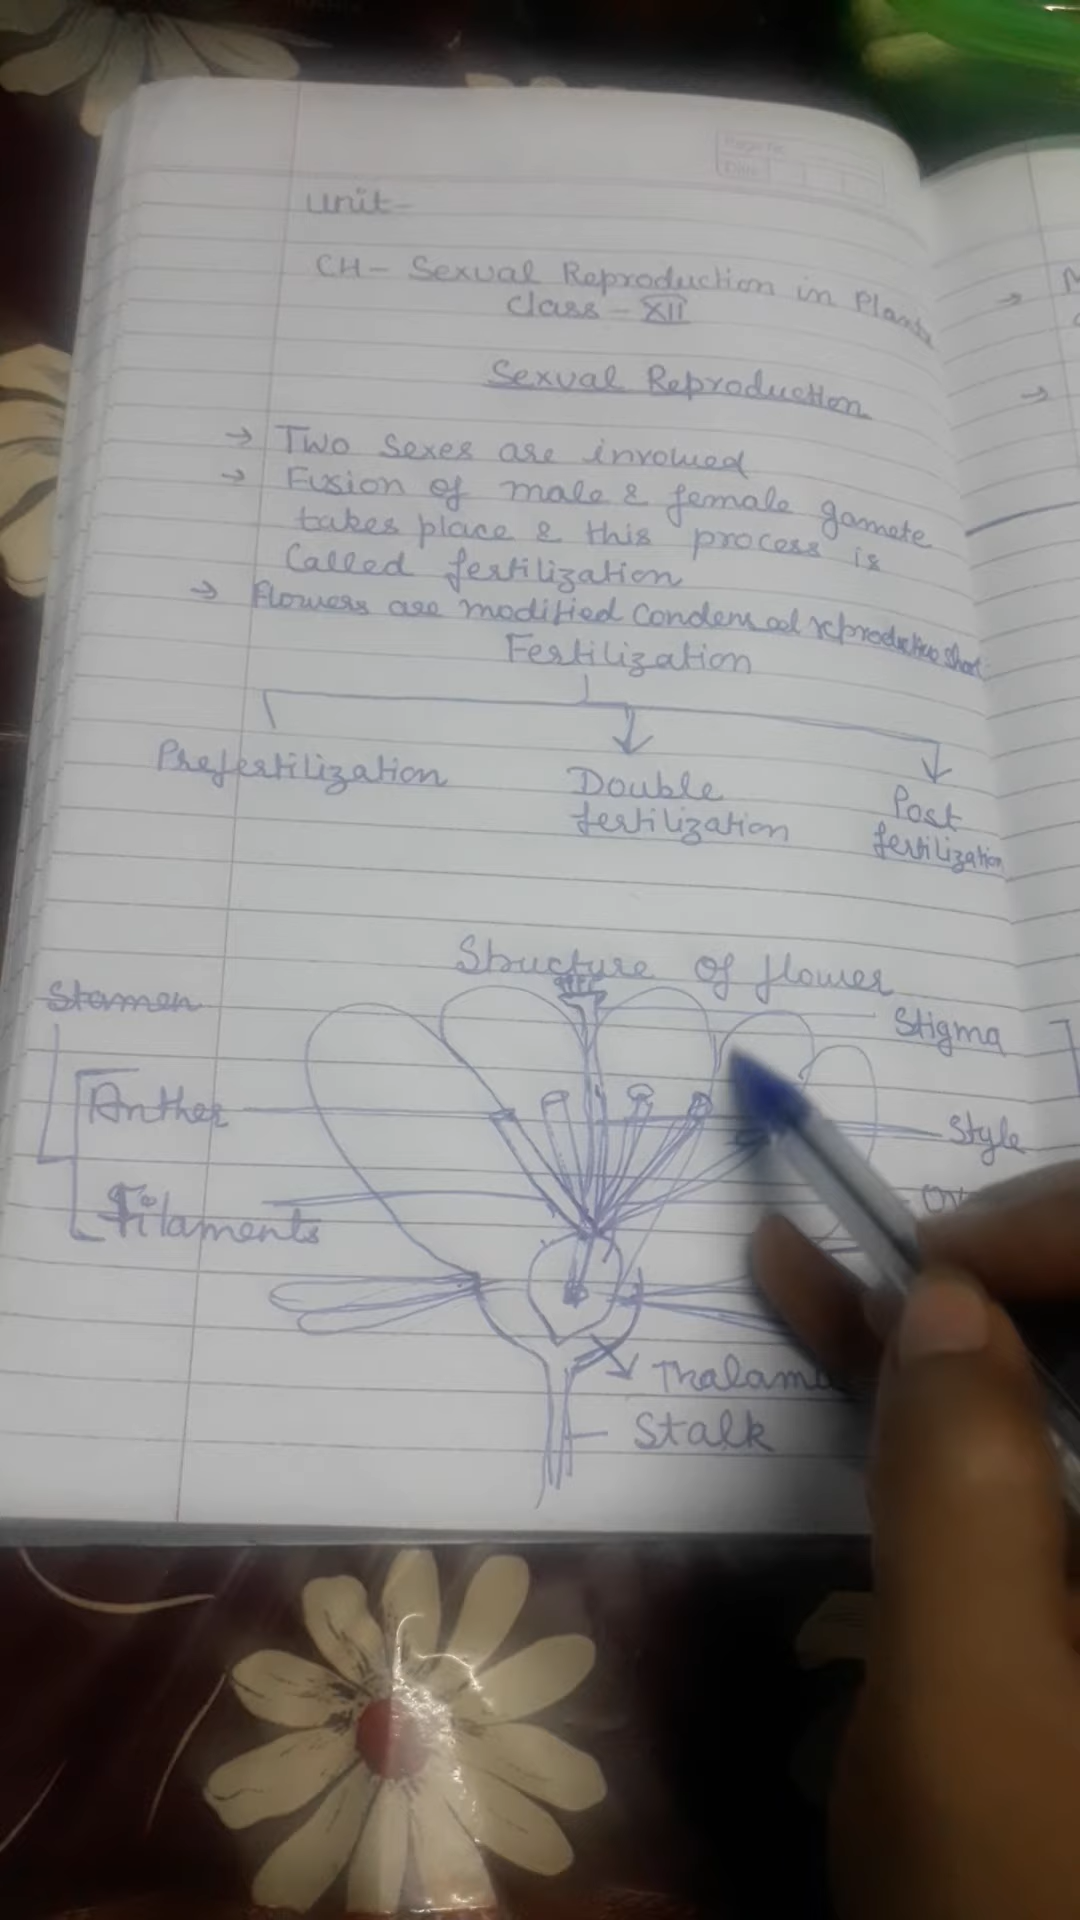 unit-
CH- Sexual Reproduction in Plants
Class - XII
Sexual Reproduction
→ Two Sexes are involved
→ Fusion of male & female gamete
takes place & this process is
Called fertilization
→ Flowers are modified Condensed reproductive shoot
Fertilization
Prefertilization
Double
fertilization
Post
fertilization
Structure of flower
Stamen
Stigma
Anther
Style
Filaments
Thalam
Stalk